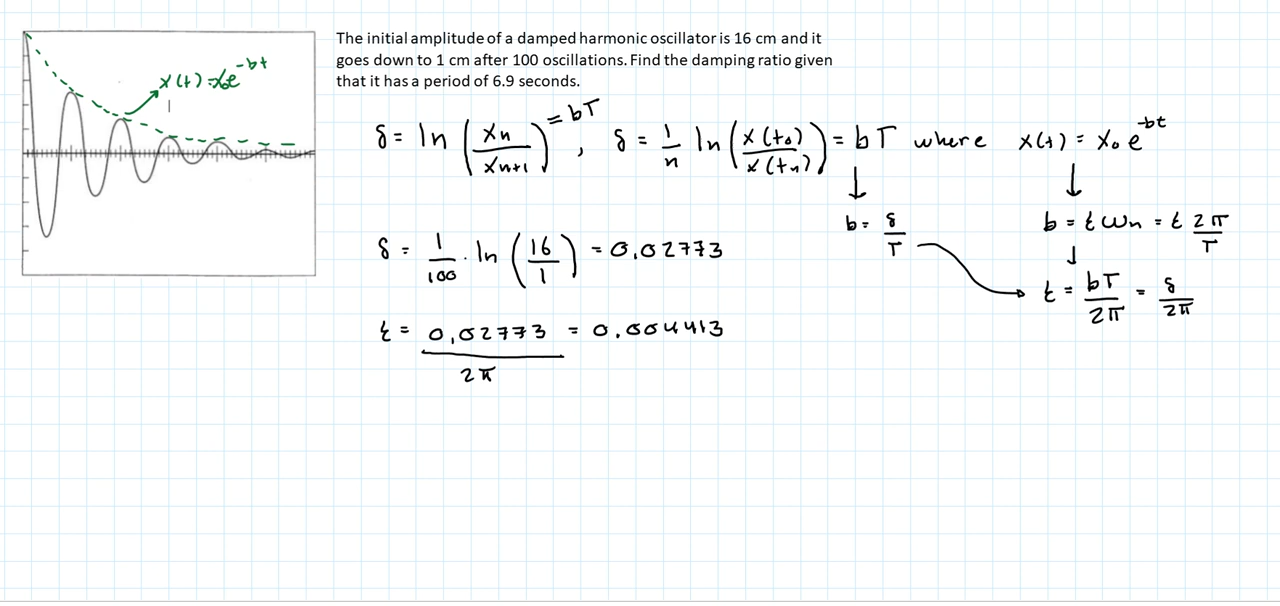 The initial amplitude of a damped harmonic oscillator is 16 cm and it
goes down to 1 cm after 100 oscillations. Find the damping ratio given
that it has a period of 6.9 seconds.
x(t) = x₀e^-bt
δ = ln (xn / xn+1) = bT , δ = 1/n ln (x(t₀) / x(tn)) = bT where x(t) = x₀ e^-bt
↓ ↓
b = δ/T b = ξ ωn = ξ 2π/T
↓
ξ = bT/2π = δ/2π
δ = 1/100 · ln (16/1) = 0,02773
ξ = 0,02773 / 2π = 0.004413